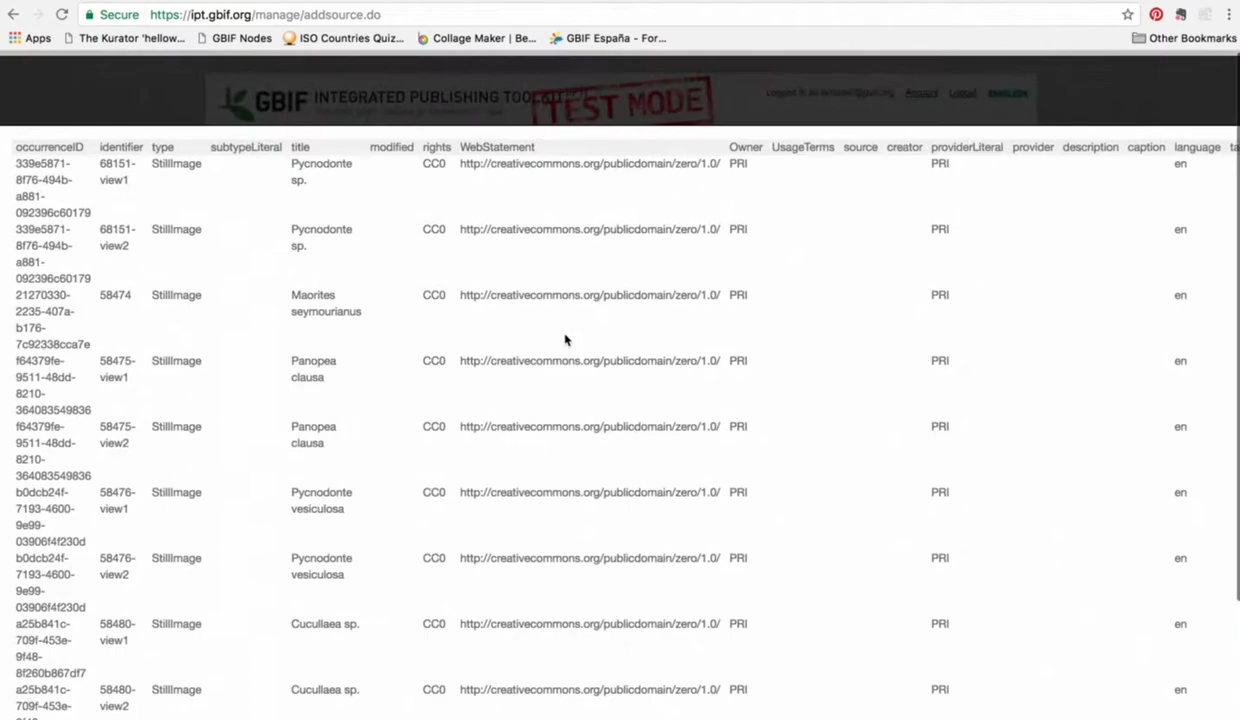 Secure https://ipt.gbif.org/manage/addsource.do
Apps The Kurator 'hellow... GBIF Nodes ISO Countries Quiz... Collage Maker | Be... GBIF España - For... Other Bookmarks
GBIF INTEGRATED PUBLISHING TOOLKIT
TEST MODE
Account Logout
occurrenceID identifier type subtypeLiteral title modified rights WebStatement Owner UsageTerms source creator providerLiteral provider description caption language ta
339e5871- 68151- StillImage Pycnodonte CC0 http://creativecommons.org/publicdomain/zero/1.0/ PRI PRI en
8f76-494b- view1 sp.
a881-
092396c60179
339e5871- 68151- StillImage Pycnodonte CC0 http://creativecommons.org/publicdomain/zero/1.0/ PRI PRI en
8f76-494b- view2 sp.
a881-
092396c60179
21270330- 58474 StillImage Maorites CC0 http://creativecommons.org/publicdomain/zero/1.0/ PRI PRI en
2235-407a- seymourianus
b176-
7c92338cca7e
f64379fe- 58475- StillImage Panopea CC0 http://creativecommons.org/publicdomain/zero/1.0/ PRI PRI en
9511-48dd- view1 clausa
8210-
364083549836
f64379fe- 58475- StillImage Panopea CC0 http://creativecommons.org/publicdomain/zero/1.0/ PRI PRI en
9511-48dd- view2 clausa
8210-
364083549836
b0dcb24f- 58476- StillImage Pycnodonte CC0 http://creativecommons.org/publicdomain/zero/1.0/ PRI PRI en
7193-4600- view1 vesiculosa
9e99-
03906f4f230d
b0dcb24f- 58476- StillImage Pycnodonte CC0 http://creativecommons.org/publicdomain/zero/1.0/ PRI PRI en
7193-4600- view2 vesiculosa
9e99-
03906f4f230d
a25b841c- 58480- StillImage Cucullaea sp. CC0 http://creativecommons.org/publicdomain/zero/1.0/ PRI PRI en
709f-453e- view1
9f48-
8f260b867df7
a25b841c- 58480- StillImage Cucullaea sp. CC0 http://creativecommons.org/publicdomain/zero/1.0/ PRI PRI en
709f-453e- view2